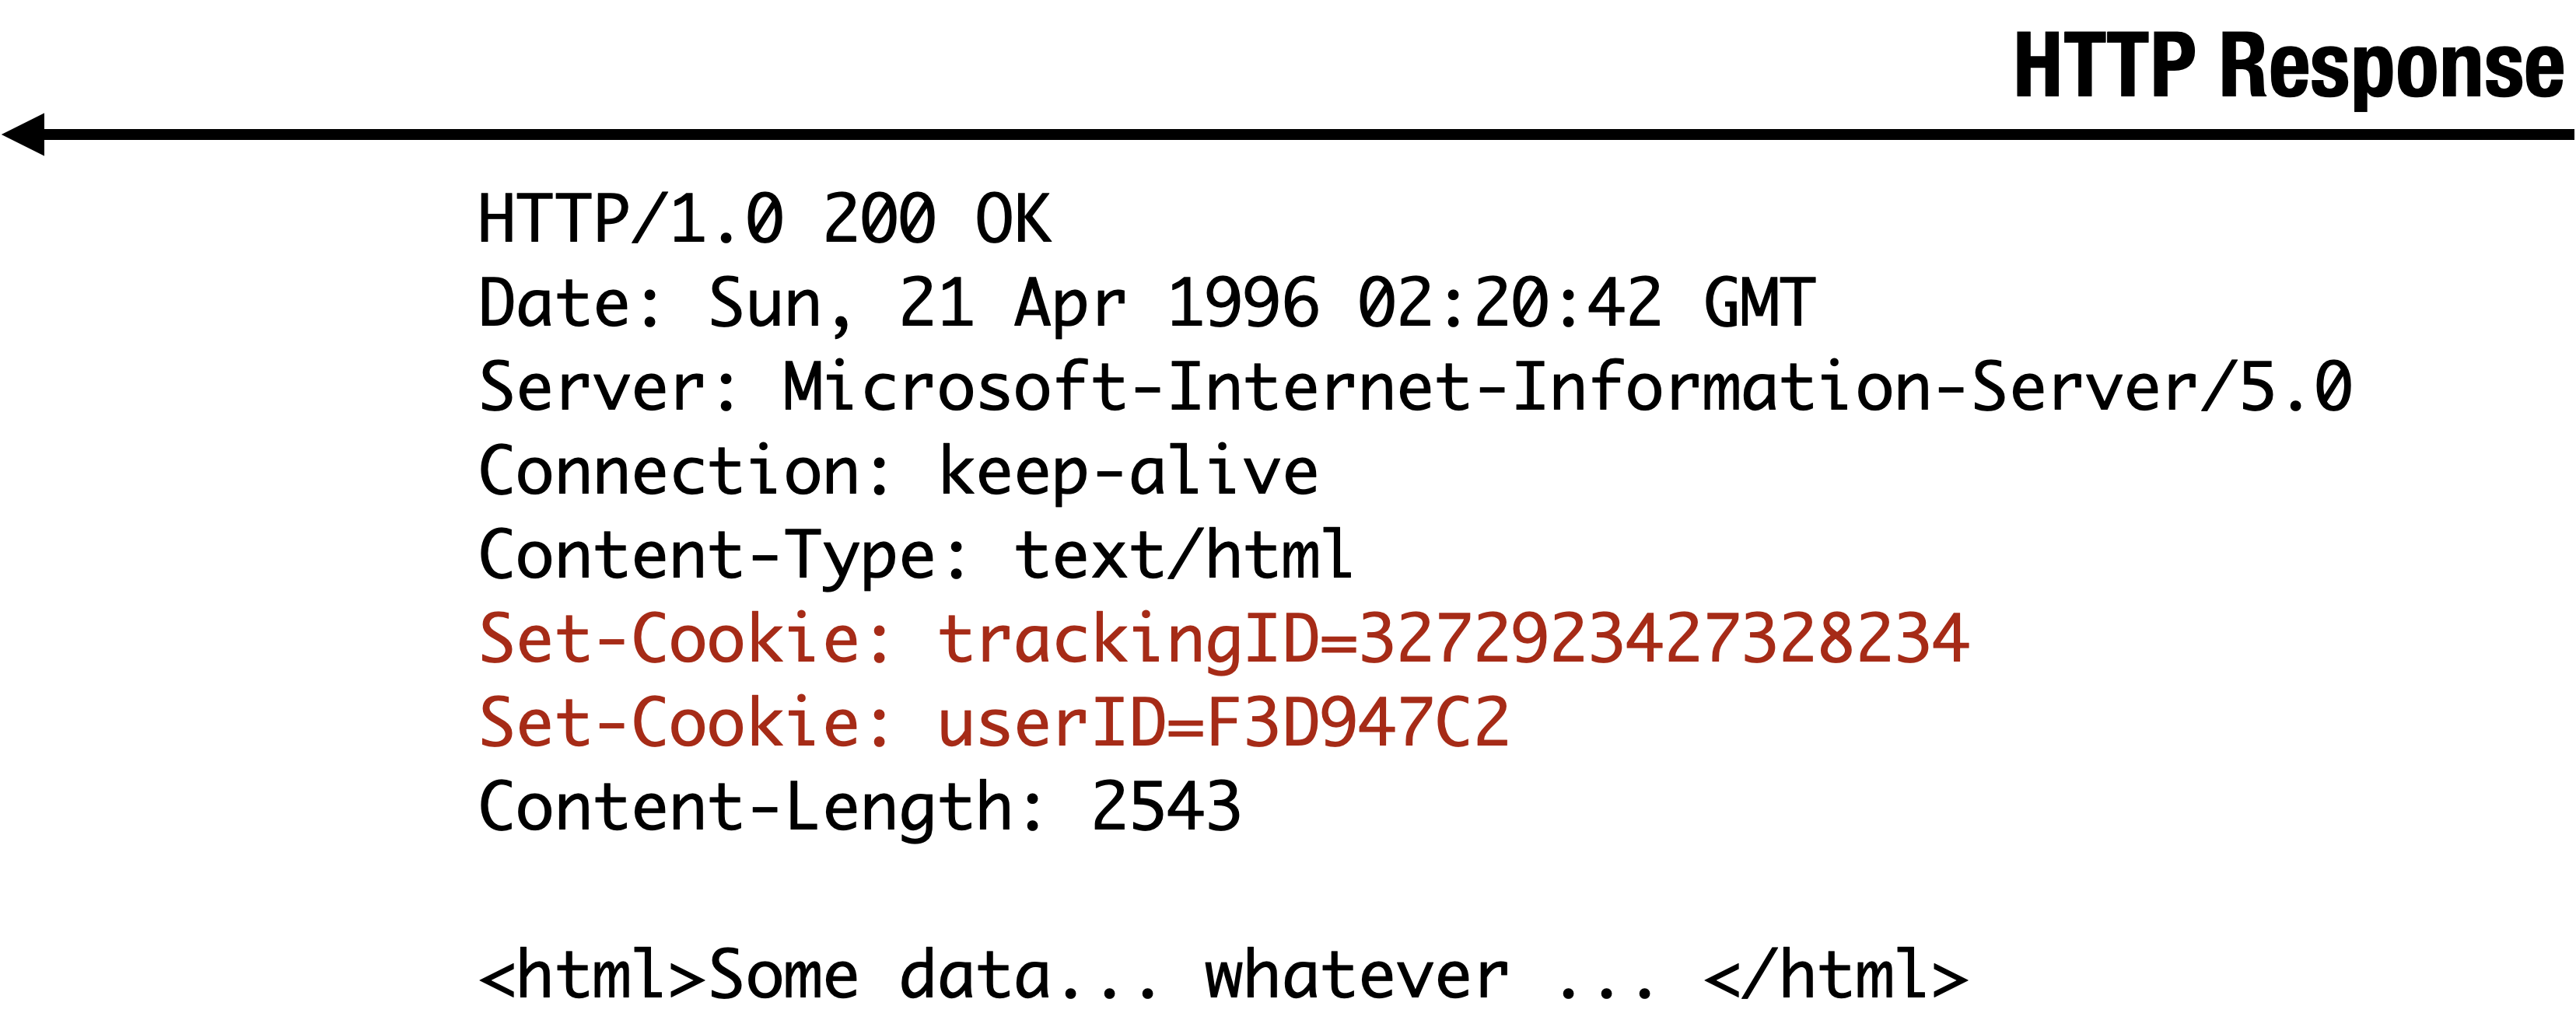 HTTP Response
HTTP/1.0 200 OK
Date: Sun, 21 Apr 1996 02:20:42 GMT
Server: Microsoft-Internet-Information-Server/5.0
Connection: keep-alive
Content-Type: text/html
Set-Cookie: trackingID=3272923427328234
Set-Cookie: userID=F3D947C2
Content-Length: 2543
<html>Some data... whatever ... </html>